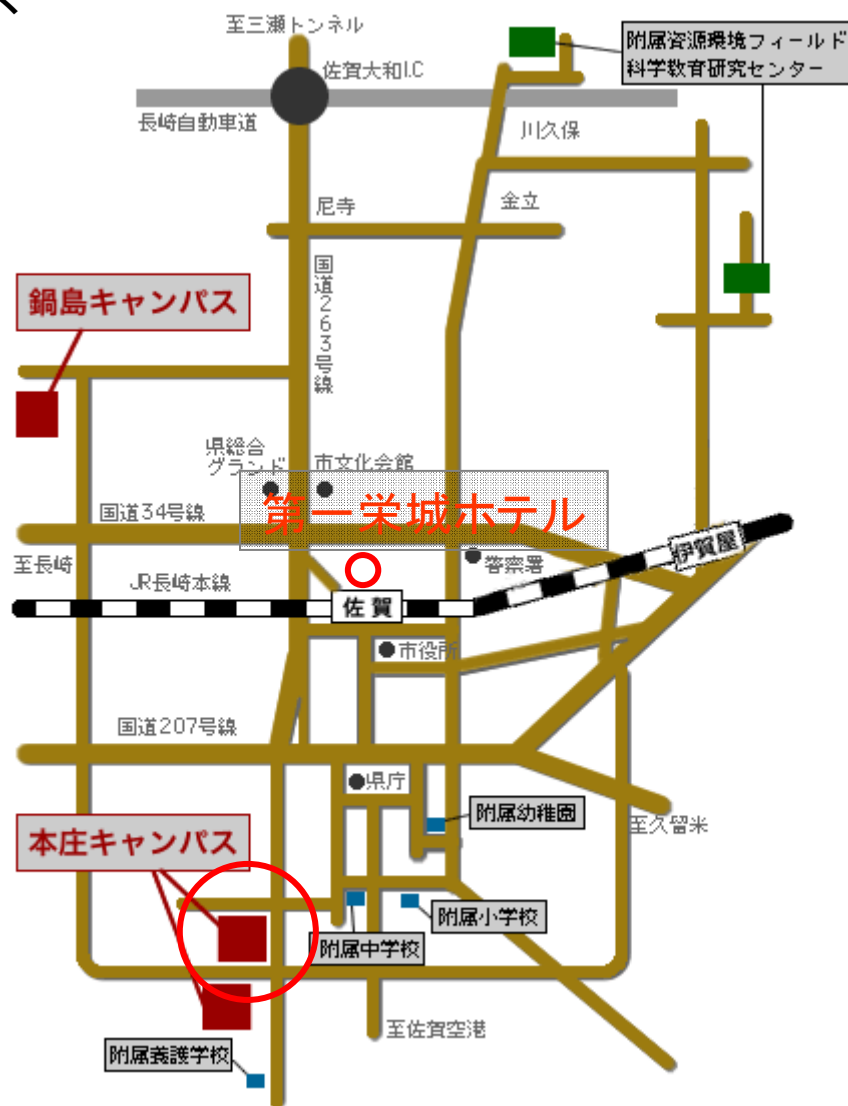 至三瀬トンネル
附属資源環境フィールド
科学教育研究センター
佐賀大和I.C
長崎自動車道
川久保
尼寺
金立
国道263号線
鍋島キャンパス
県総合
グランド
市文化会館
第一栄城ホテル
国道34号線
至長崎
警察署
伊賀屋
JR長崎本線
佐賀
市役所
国道207号線
県庁
附属幼稚園
至久留米
本庄キャンパス
附属小学校
附属中学校
至佐賀空港
附属養護学校